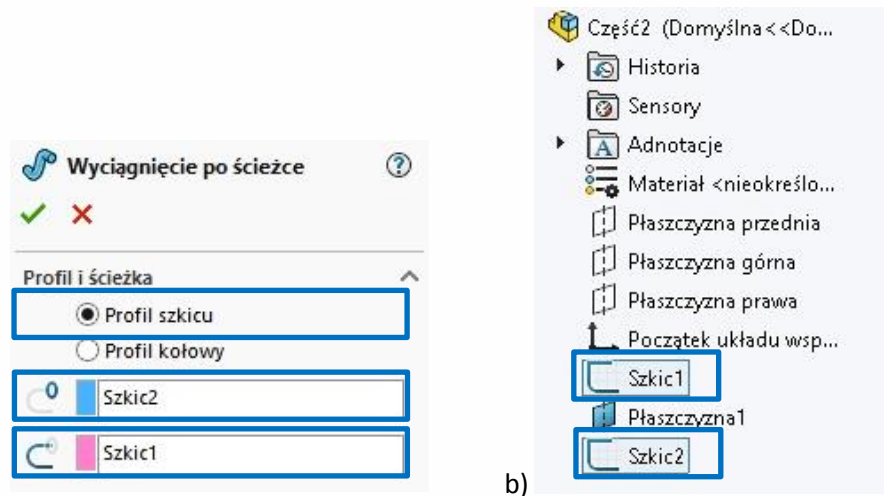 Wyciągnięcie po ścieżce
Profil i ścieżka
Profil szkicu
Profil kołowy
Szkic2
Szkic1
b)
Część2 (Domyślna<<Do...
Historia
Sensory
Adnotacje
Materiał <nieokreślo...
Płaszczyzna przednia
Płaszczyzna górna
Płaszczyzna prawa
Początek układu wsp...
Szkic1
Płaszczyzna1
Szkic2